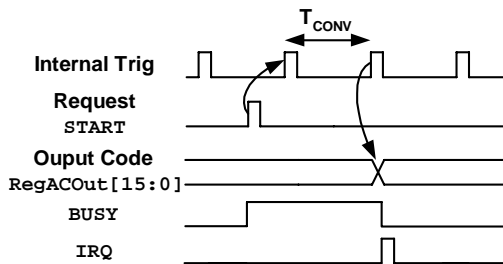 T_CONV
Internal Trig
Request
START
Ouput Code
RegACOut[15:0]
BUSY
IRQ